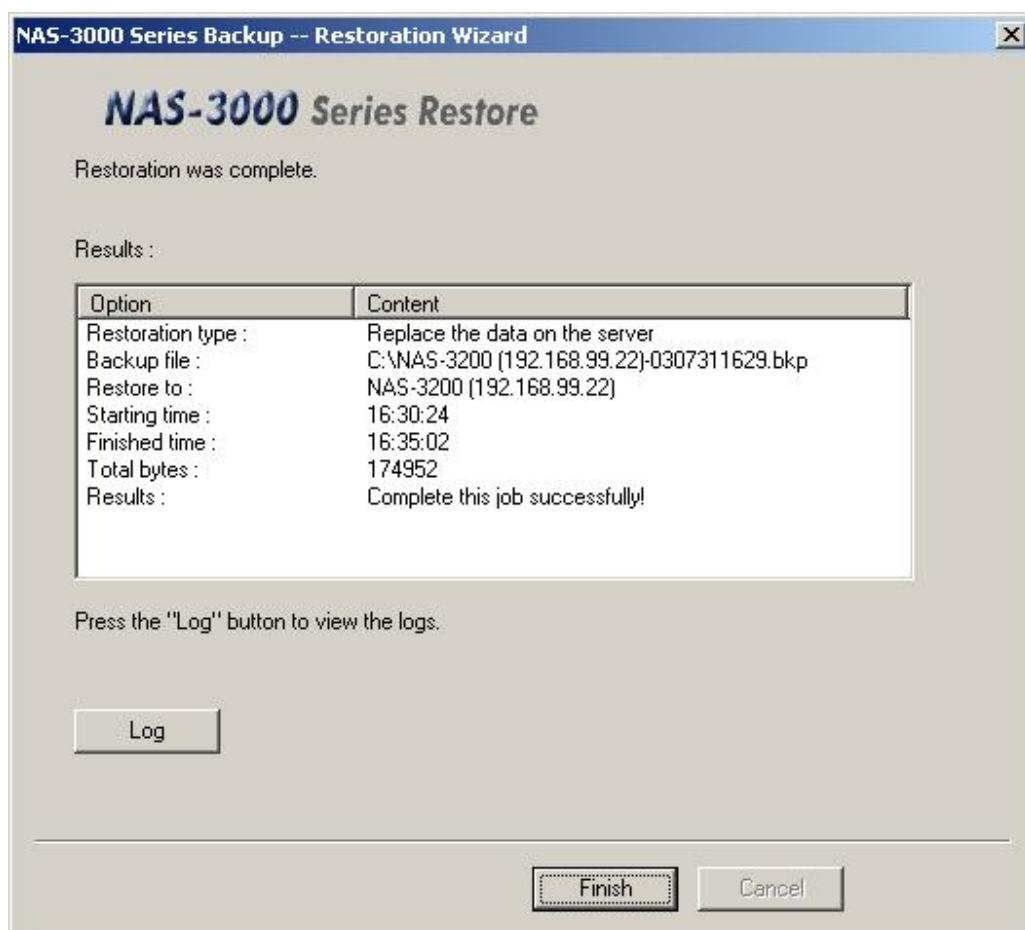 NAS-3000 Series Backup -- Restoration Wizard
NAS-3000 Series Restore
Restoration was complete.
Results :
Option Content
Restoration type : Replace the data on the server
Backup file : C:\NAS-3200 (192.168.99.22)-0307311629.bkp
Restore to : NAS-3200 (192.168.99.22)
Starting time : 16:30:24
Finished time : 16:35:02
Total bytes : 174952
Results : Complete this job successfully!
Press the "Log" button to view the logs.
Log
Finish Cancel